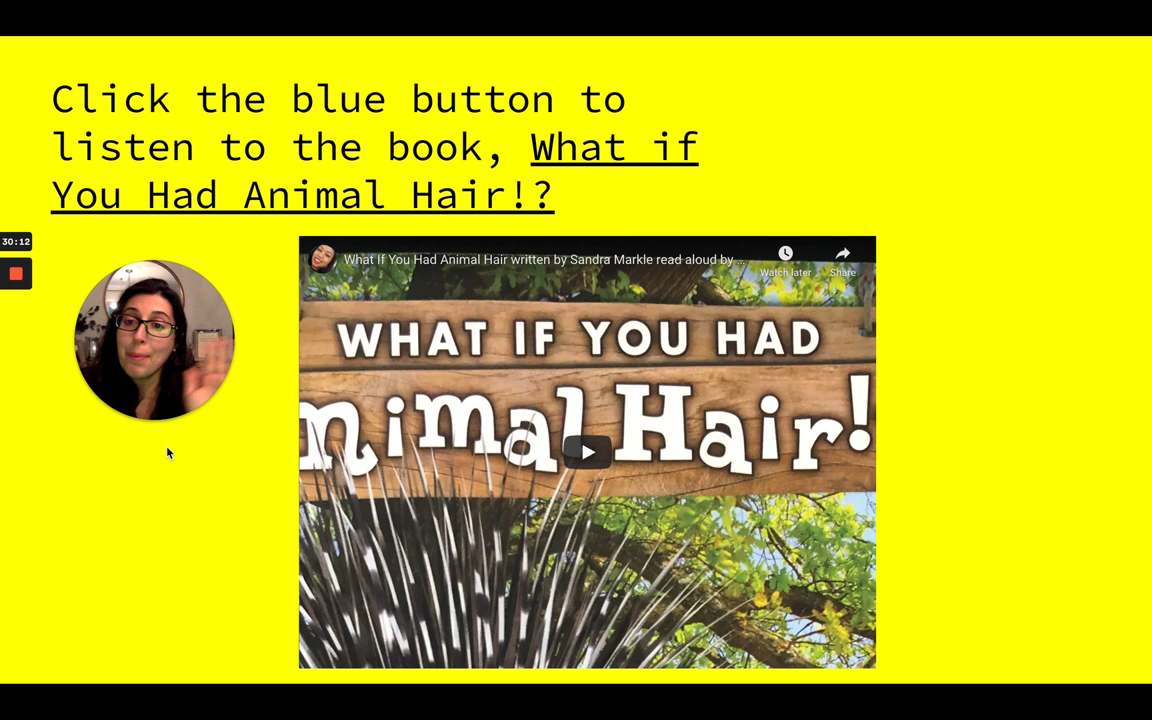 Click the blue button to
listen to the book, What if
You Had Animal Hair!?
30:12
What If You Had Animal Hair written by Sandra Markle read aloud by ...
Watch later
Share
WHAT IF YOU HAD
nimal Hair!